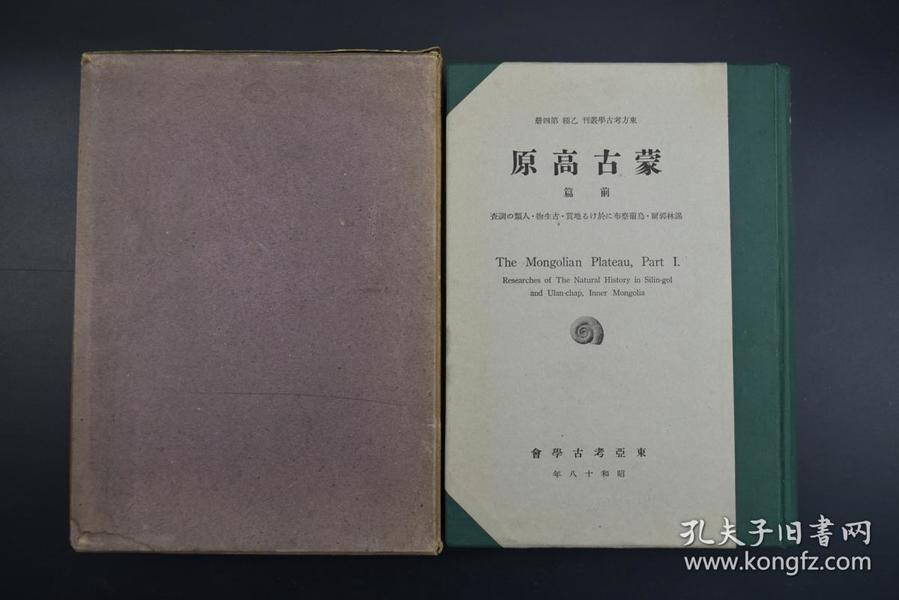 册四第 種乙 刊叢學古考方東
原高古蒙
篇 前
査調の類人・物生古・質地るけ於に布察蘭烏・爾郭林錫
The Mongolian Plateau, Part I.
Researches of The Natural History in Silin-gol
and Ulan-chap, Inner Mongolia
會學古考亞東
年八十和昭
孔夫子旧书网
www.kongfz.com